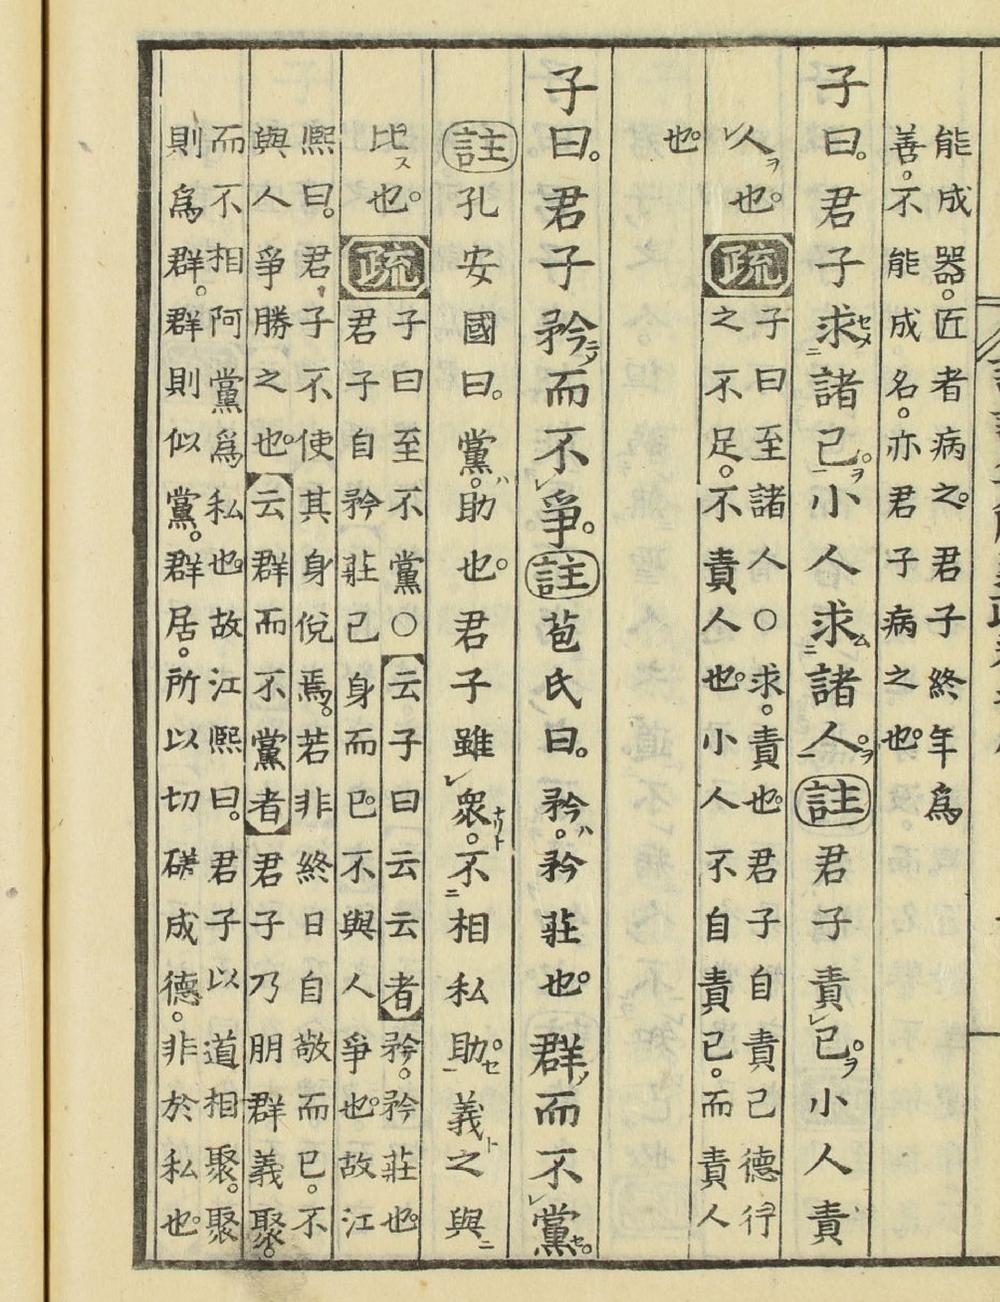 能成器。匠者病之。君子終年爲
善。不能成名。亦君子病之也。
子曰。君子求諸己。小人求諸人。註君子責己。小人責
人也。疏
子曰至諸人○求。責也。君子自責己德行
之不足。不責人也。小人不自責己。而責人
也。
子曰。君子矜而不爭。註苞氏曰。矜。矜莊也。群而不黨。
註孔安國曰。黨。助也。君子雖衆。不相私助。義之與
比也。疏
子曰至不黨○云子曰云云者矜。矜莊也。
君子自矜莊己身而已。不與人爭也。故江
熙曰。君子不使其身侻焉。若非終日自敬而已。不
與人爭勝之也。云群而不黨者君子乃朋群義聚。
而不相阿黨爲私也。故江熙曰。君子以道相聚。聚
則爲群。群則似黨。群居。所以切磋成德。非於私也。